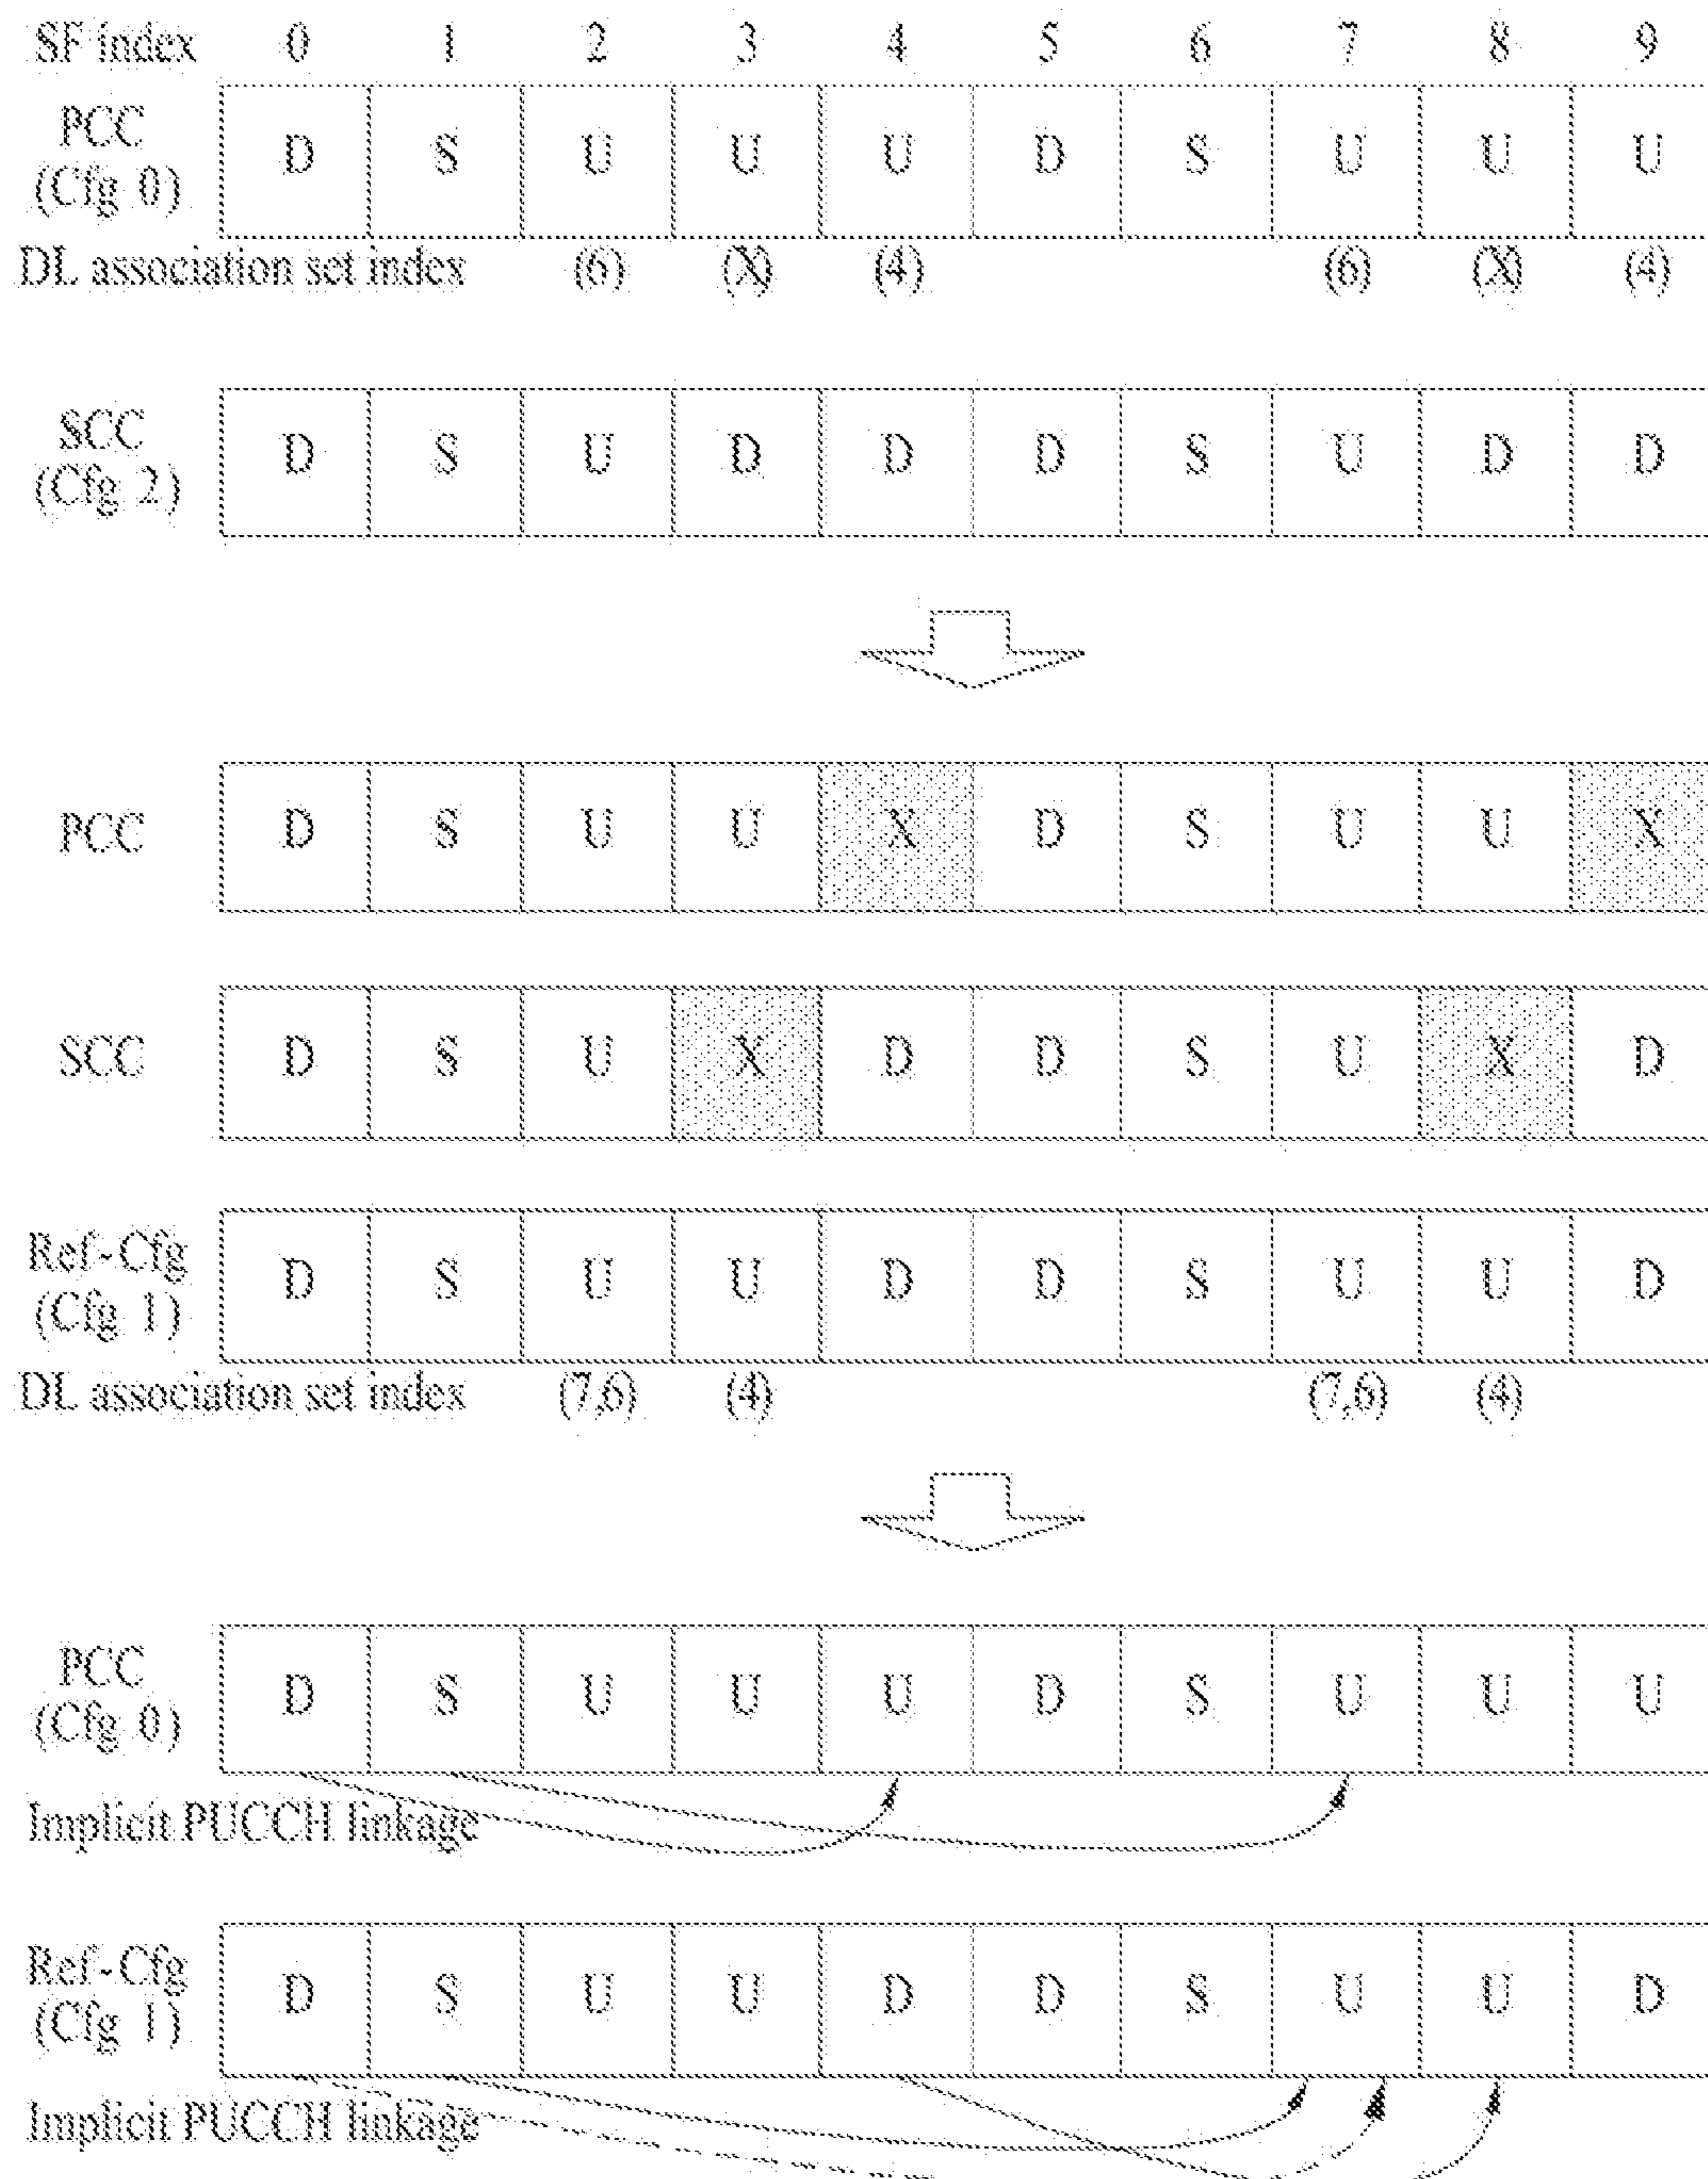 SF index 0 1 2 3 4 5 6 7 8 9
PCC
(Cfg 0)
D S U U U D S U U U
DL association set index (6) (X) (4) (6) (X) (4)
SCC
(Cfg 2)
D S U D D D S U D D
PCC D S U U X D S U U X
SCC D S U X D D S U X D
Ref-Cfg
(Cfg 1)
D S U U D D S U U D
DL association set index (7,6) (4) (7,6) (4)
PCC
(Cfg 0)
D S U U U D S U U U
Implicit PUCCH linkage
Ref-Cfg
(Cfg 1)
D S U U D D S U U D
Implicit PUCCH linkage